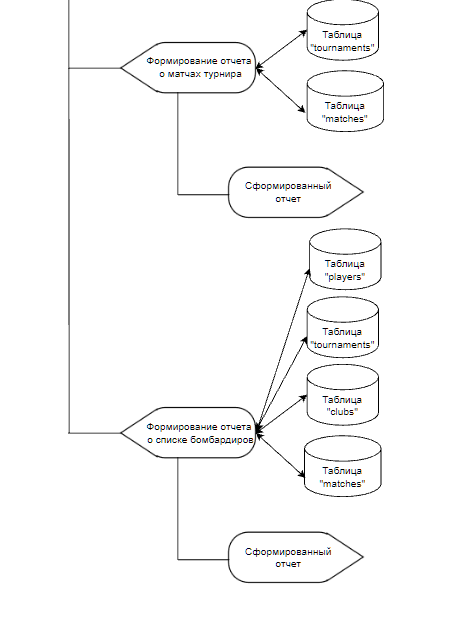 Таблица
"tournaments"
Формирование отчета
о матчах турнира
Таблица
"matches"
Сформированный
отчет
Таблица
"players"
Таблица
"tournaments"
Таблица
"clubs"
Формирование отчета
о списке бомбардиров
Таблица
"matches"
Сформированный
отчет